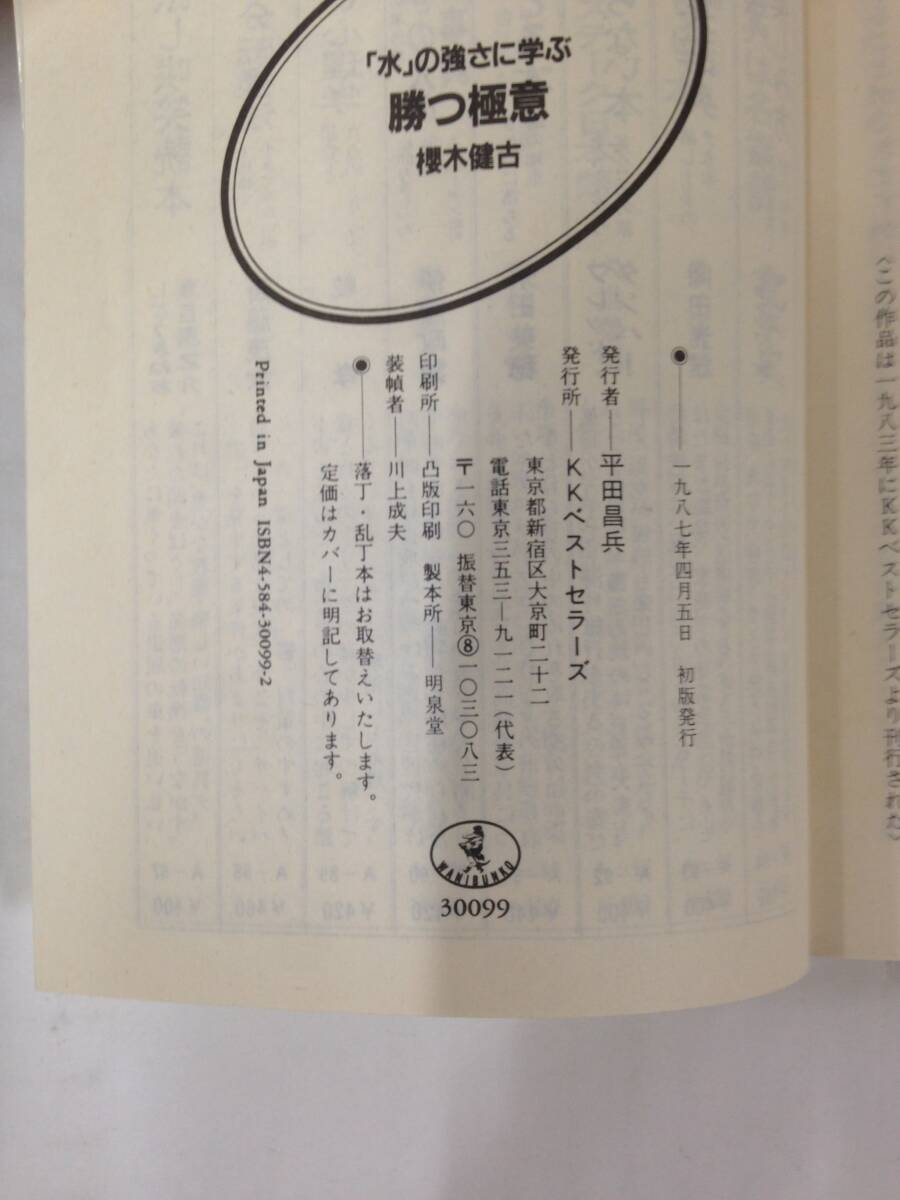 〈この作品は一九八三年にKKベストセラーズより刊行された〉
「水」の強さに学ぶ
勝つ極意
櫻木健古
一九八七年四月五日 初版発行
発行者――平田昌兵
発行所――KKベストセラーズ
東京都新宿区大京町二十二
電話東京三五三―九一二一(代表)
〒一六〇 振替東京⑧一〇三〇八三
印刷所――凸版印刷 製本所――明泉堂
装幀者――川上成夫
落丁・乱丁本はお取替えいたします。
定価はカバーに明記してあります。
Printed in Japan ISBN4-584-30099-2
WANIBUNKO
30099